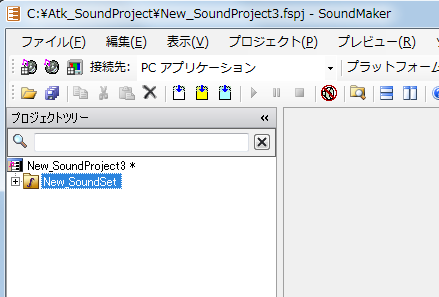 C:¥Atk_SoundProject¥New_SoundProject3.fspj - SoundMaker
ファイル(F) 編集(E) 表示(V) プロジェクト(P) プレビュー(R)
接続先: PC アプリケーション プラットフォーム
プロジェクトツリー
New_SoundProject3 *
New_SoundSet